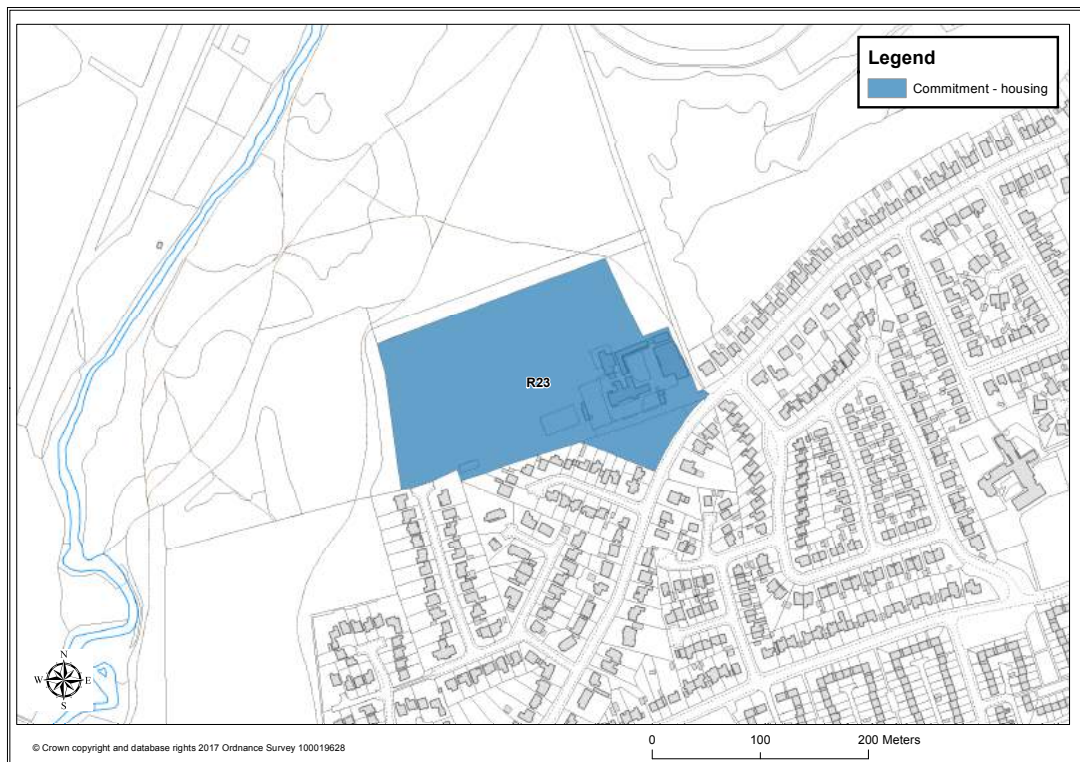 Legend
Commitment - housing
R23
N
W E
S
© Crown copyright and database rights 2017 Ordnance Survey 100019628
0 100 200 Meters